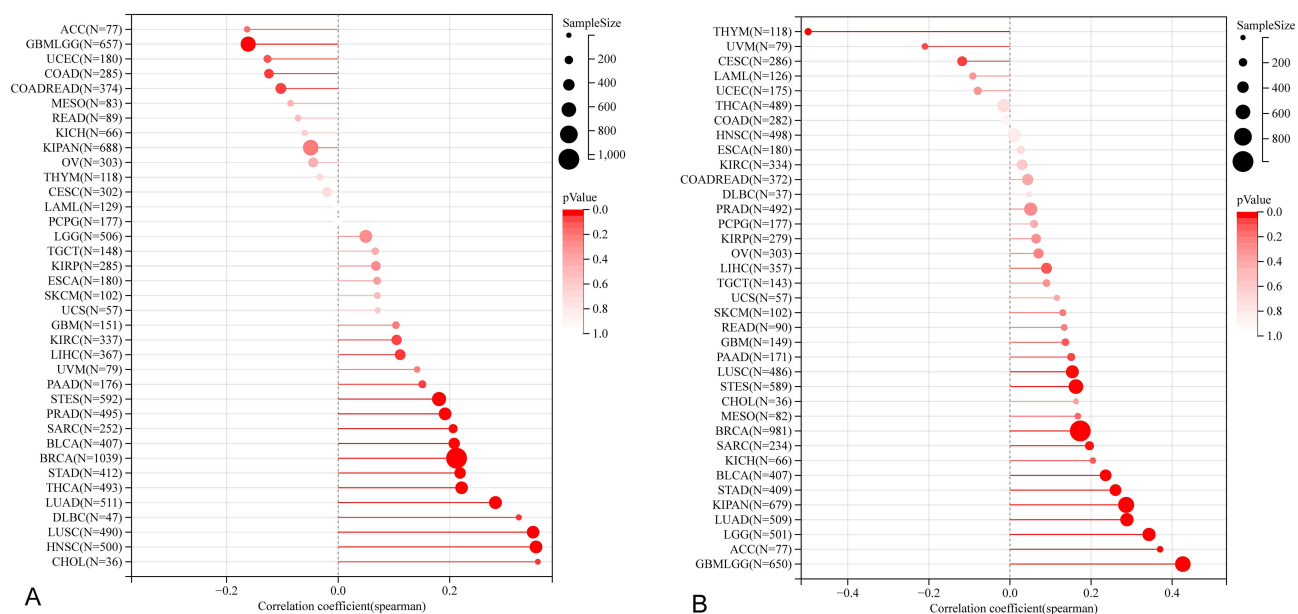 ACC(N=77)
GBMLGG(N=657)
UCEC(N=180)
COAD(N=285)
COADREAD(N=374)
MESO(N=83)
READ(N=89)
KICH(N=66)
KIPAN(N=688)
OV(N=303)
THYM(N=118)
CESC(N=302)
LAML(N=129)
PCPG(N=177)
LGG(N=506)
TGCT(N=148)
KIRP(N=285)
ESCA(N=180)
SKCM(N=102)
UCS(N=57)
GBM(N=151)
KIRC(N=337)
LIHC(N=367)
UVM(N=79)
PAAD(N=176)
STES(N=592)
PRAD(N=495)
SARC(N=252)
BLCA(N=407)
BRCA(N=1039)
STAD(N=412)
THCA(N=493)
LUAD(N=511)
DLBC(N=47)
LUSC(N=490)
HNSC(N=500)
CHOL(N=36)
−0.2 0.0 0.2
Correlation coefficient(spearman)
A
SampleSize
200
400
600
800
1,000
pValue
0.0
0.2
0.4
0.6
0.8
1.0
THYM(N=118)
UVM(N=79)
CESC(N=286)
LAML(N=126)
UCEC(N=175)
THCA(N=489)
COAD(N=282)
HNSC(N=498)
ESCA(N=180)
KIRC(N=334)
COADREAD(N=372)
DLBC(N=37)
PRAD(N=492)
PCPG(N=177)
KIRP(N=279)
OV(N=303)
LIHC(N=357)
TGCT(N=143)
UCS(N=57)
SKCM(N=102)
READ(N=90)
GBM(N=149)
PAAD(N=171)
LUSC(N=486)
STES(N=589)
CHOL(N=36)
MESO(N=82)
BRCA(N=981)
SARC(N=234)
KICH(N=66)
BLCA(N=407)
STAD(N=409)
KIPAN(N=679)
LUAD(N=509)
LGG(N=501)
ACC(N=77)
GBMLGG(N=650)
−0.4 −0.2 0.0 0.2 0.4
Correlation coefficient(spearman)
B
SampleSize
200
400
600
800
pValue
0.0
0.2
0.4
0.6
0.8
1.0